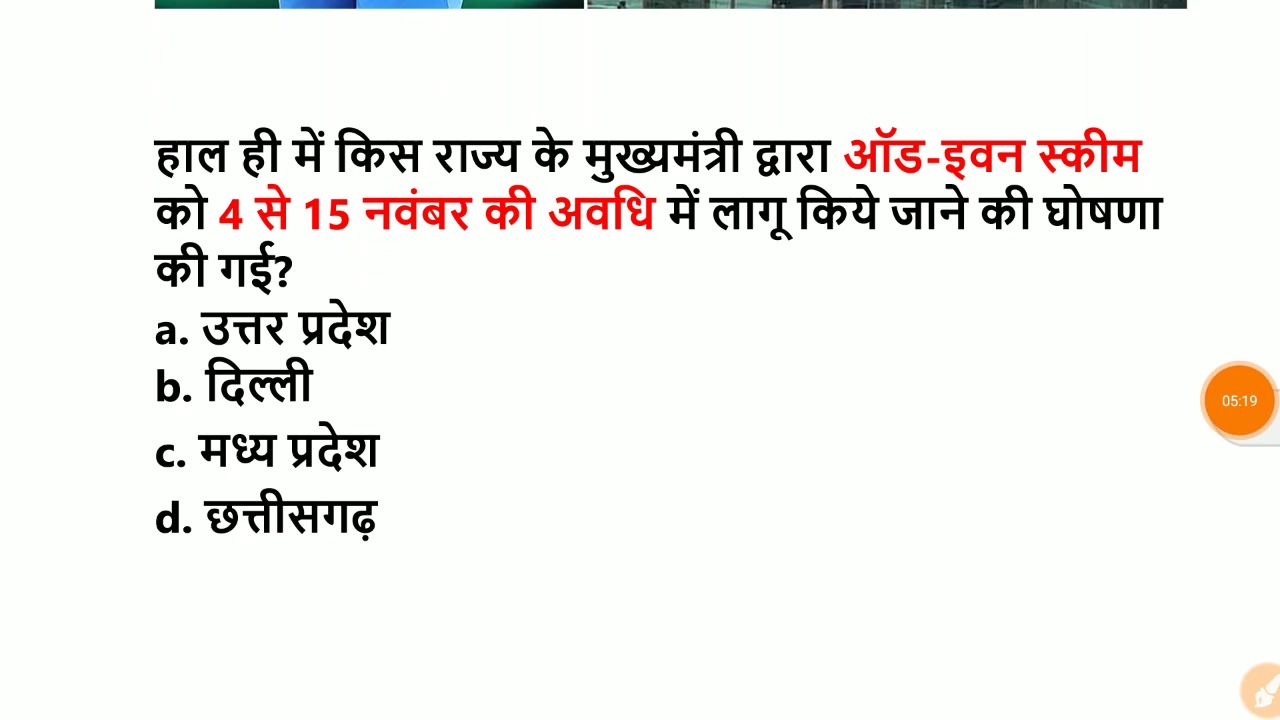 हाल ही में किस राज्य के मुख्यमंत्री द्वारा ऑड-इवन स्कीम
को 4 से 15 नवंबर की अवधि में लागू किये जाने की घोषणा
की गई?
a. उत्तर प्रदेश
b. दिल्ली
c. मध्य प्रदेश
d. छत्तीसगढ़
05:19